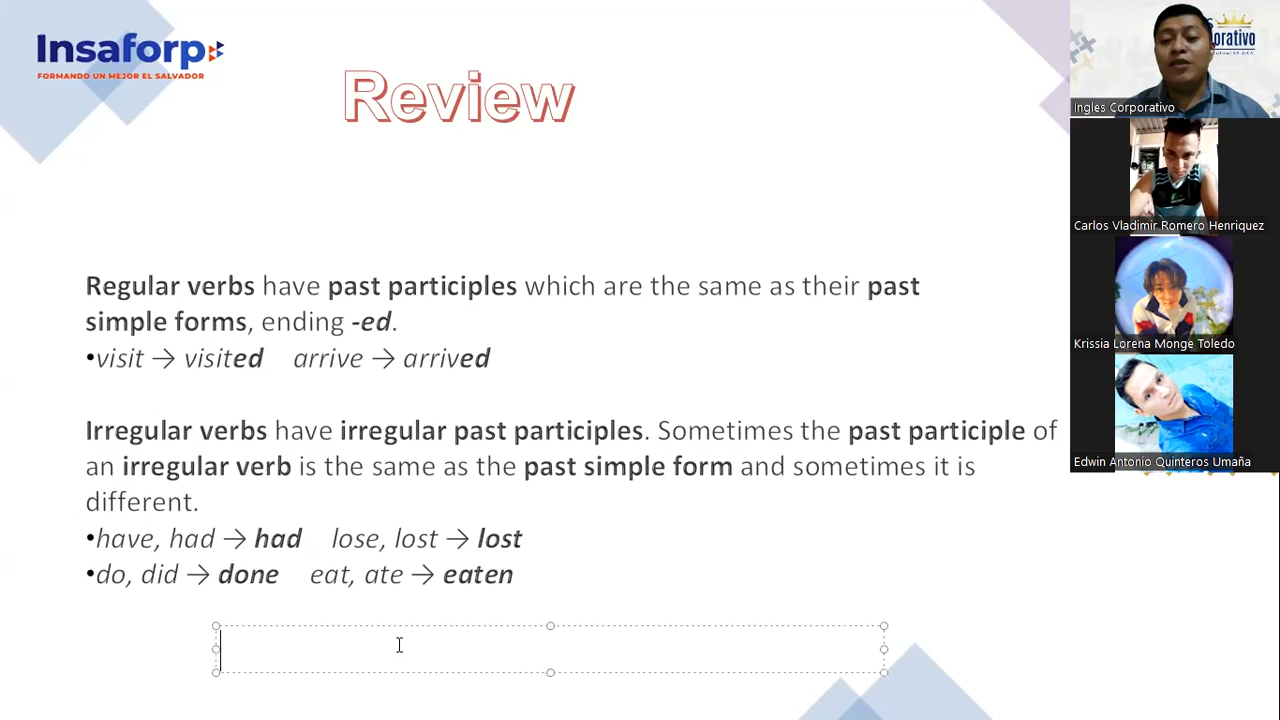 Insaforp
FORMANDO UN MEJOR EL SALVADOR
Review
Regular verbs have past participles which are the same as their past
simple forms, ending -ed.
•visit → visited arrive → arrived
Irregular verbs have irregular past participles. Sometimes the past participle of
an irregular verb is the same as the past simple form and sometimes it is
different.
•have, had → had lose, lost → lost
•do, did → done eat, ate → eaten
Ingles Corporativo
Carlos Vladimir Romero Henriquez
Krissia Lorena Monge Toledo
Edwin Antonio Quinteros Umaña